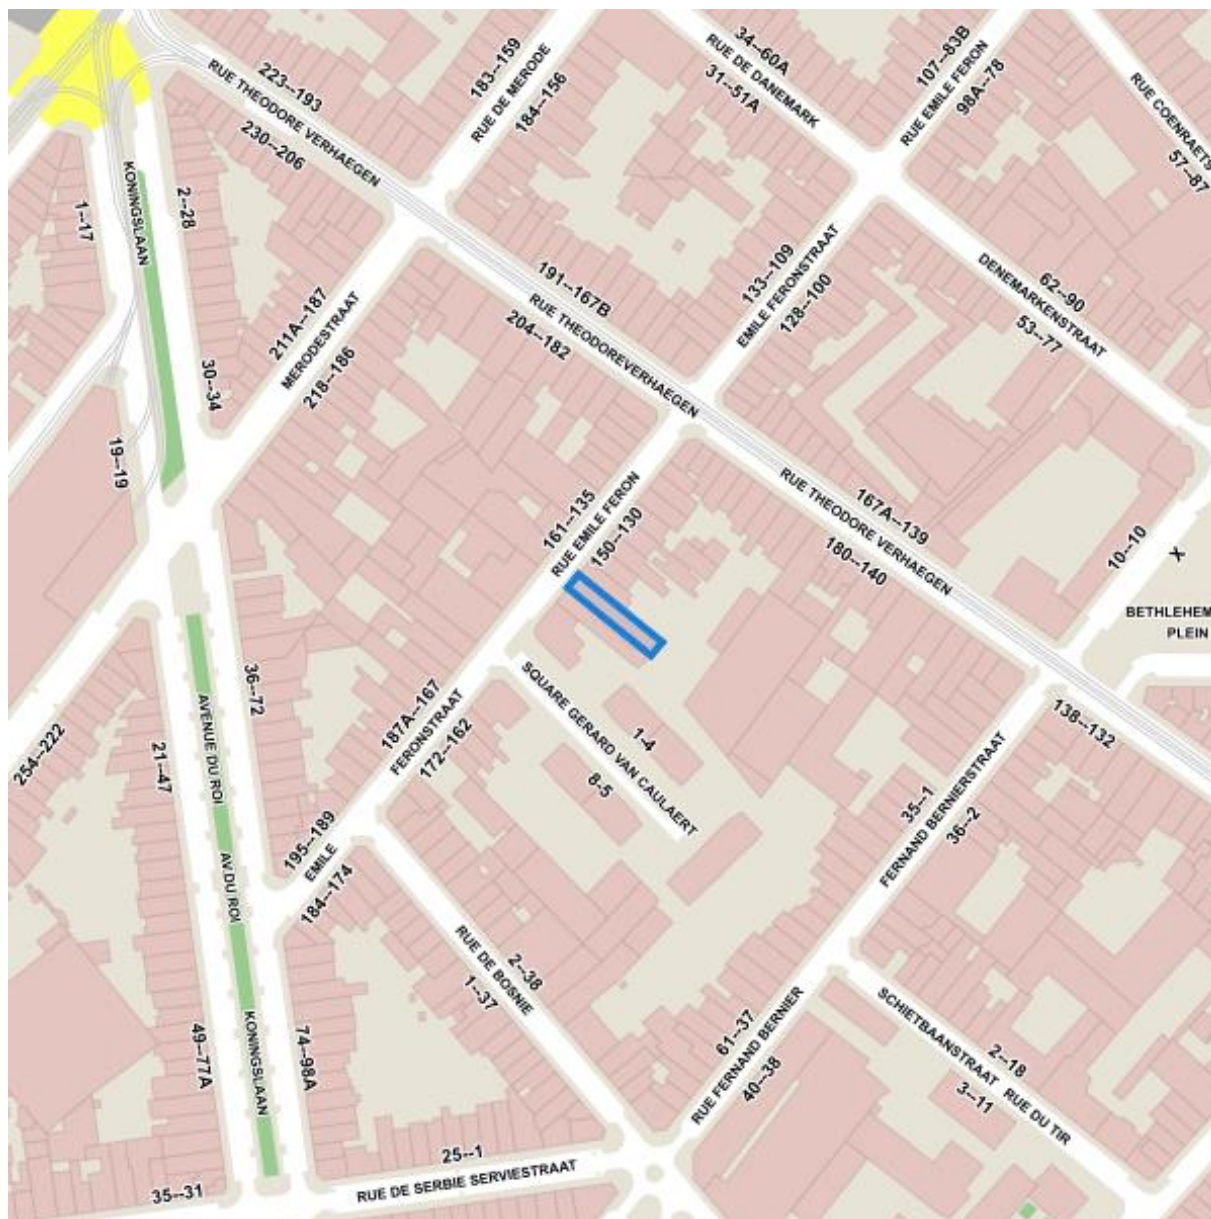 34--60A
RUE DE DANEMARK
31--51A
107--83B
RUE EMILE FERON
98A--78
RUE COENRAETS
57--87
183--159
RUE DE MERODE
184--156
223--193
RUE THEODORE VERHAEGEN
230--206
KONINGSLAAN
1--17
2--28
133--109
EMILE FERONSTRAAT
128--100
62--90
DENEMARKENSTRAAT
53--77
191--167B
RUE THEODOREVERHAEGEN
204--182
211A--187
MERODESTRAAT
218--186
30--34
19--19
161--135
RUE EMILE FERON
150--130
167A--139
RUE THEODORE VERHAEGEN
180--140
10--10
X
BETHLEHEM
PLEIN
138--132
36--72
AVENUE DU ROI
21--47
254--222
187A--167
FERONSTRAAT
172--162
SQUARE GERARD VAN CAULAERT
1-4
8-5
35--1
FERNAND BERNIERSTRAAT
36--2
195--189
EMILE
184--174
AV.DU ROI
2--38
RUE DE BOSNIE
1--37
49--77A
KONINGSLAAN
74--98A
61--37
RUE FERNAND BERNIER
40--38
SCHIETBAANSTRAAT RUE DU TIR
2--18
3--11
25--1
RUE DE SERBIE SERVIESTRAAT
35--31